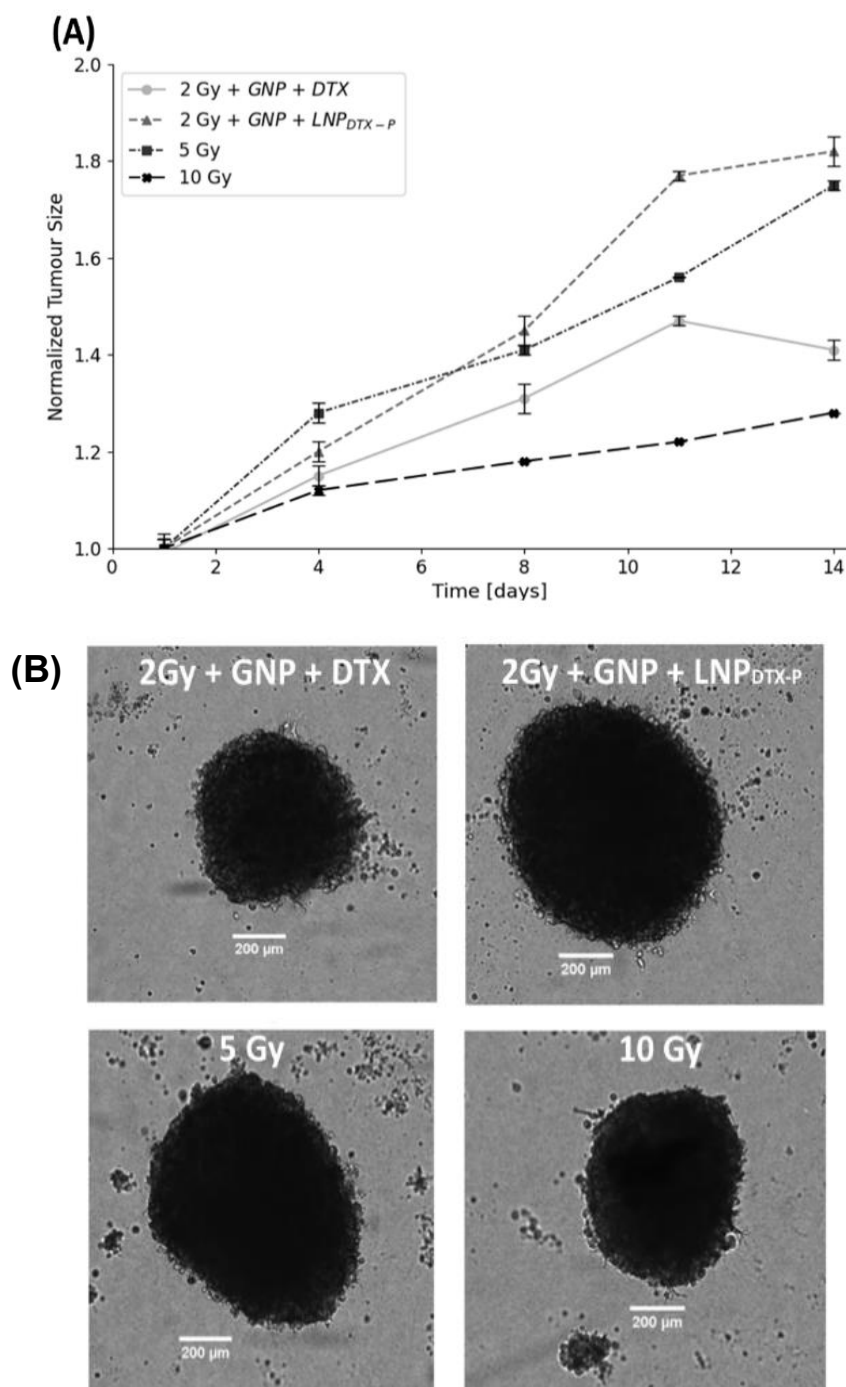 (A)
2.0
2 Gy + GNP + DTX
2 Gy + GNP + LNP_DTX−P
5 Gy
10 Gy
1.8
1.6
1.4
1.2
1.0
Normalized Tumour Size
0 2 4 6 8 10 12 14
Time [days]
(B)
2Gy + GNP + DTX
200 µm
2Gy + GNP + LNP_DTX-P
200 µm
5 Gy
200 µm
10 Gy
200 µm